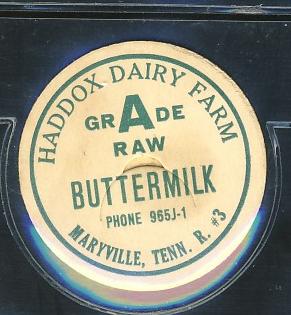 HADDOX DAIRY FARM
GRADE
RAW
BUTTERMILK
PHONE 965J-1
MARYVILLE, TENN. R. #3